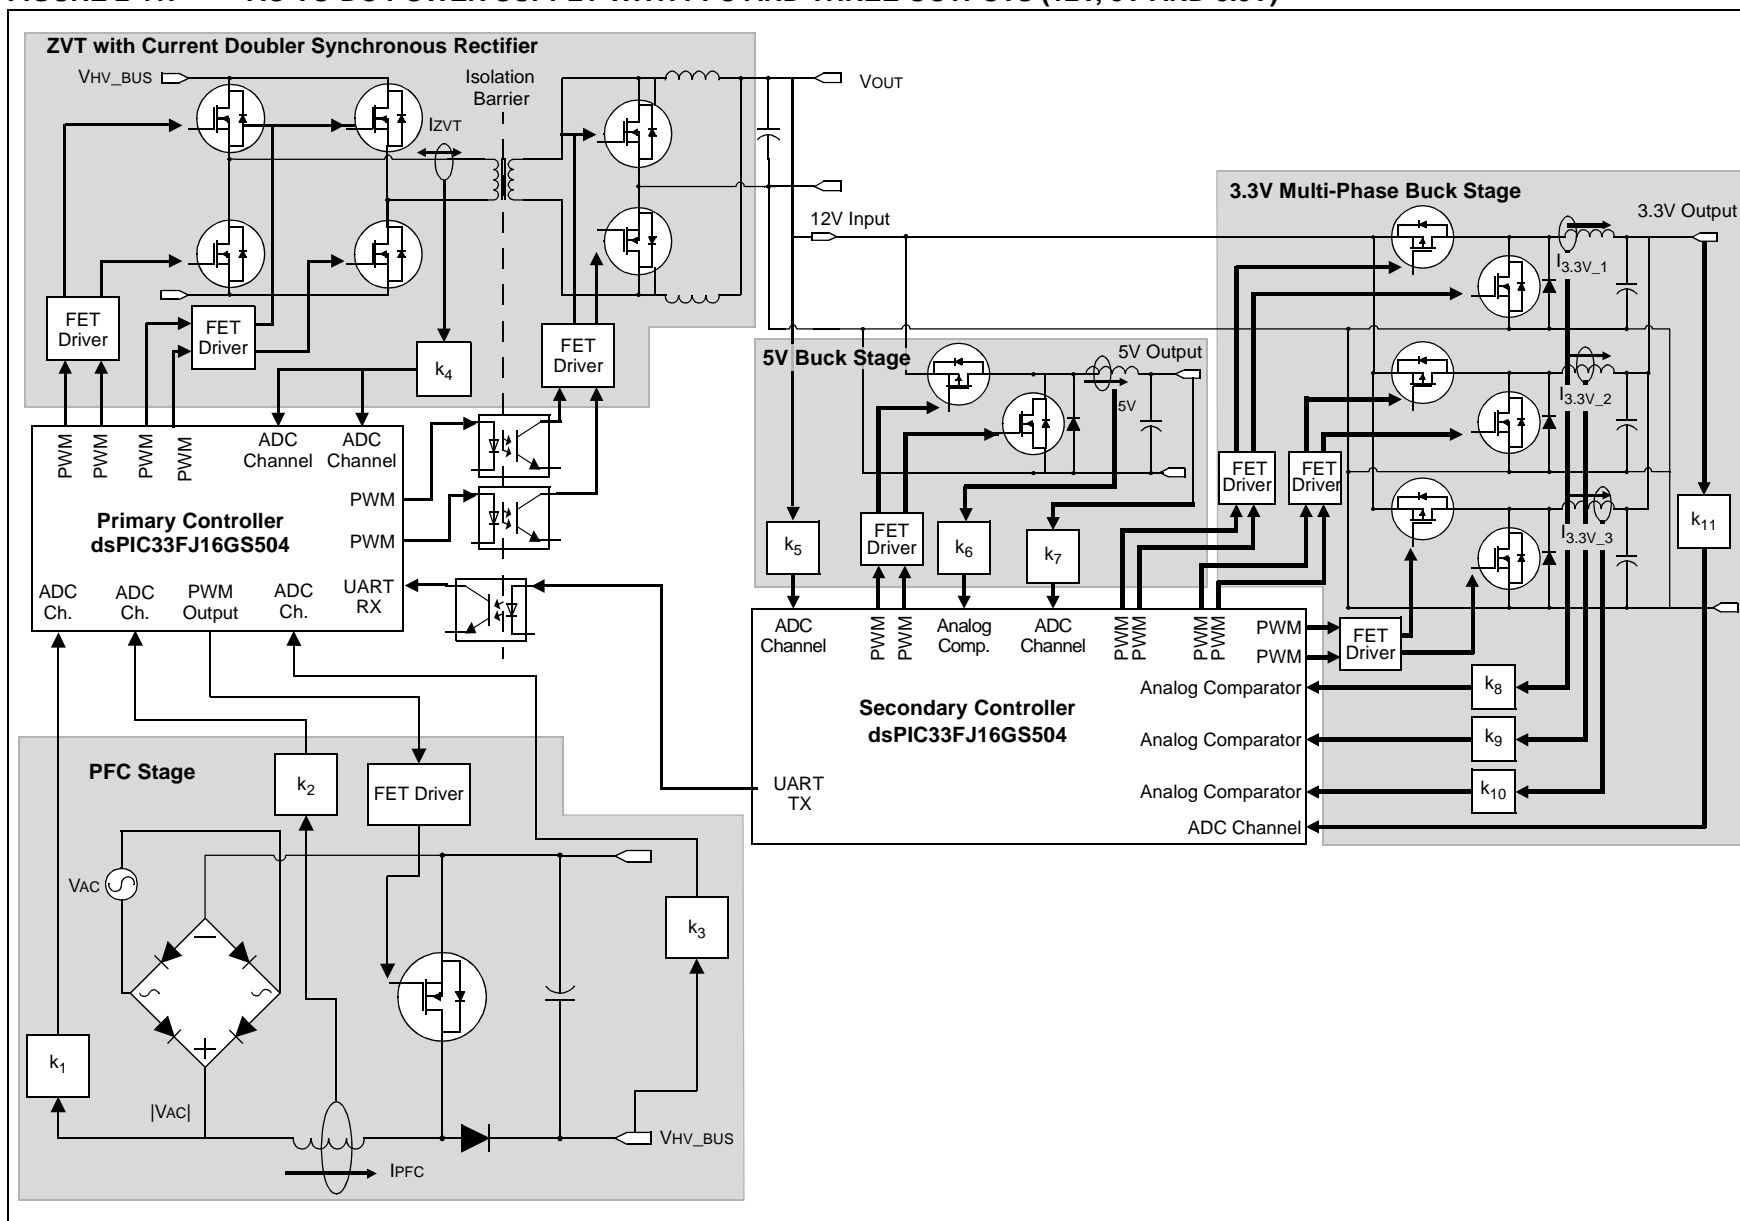 ZVT with Current Doubler Synchronous Rectifier
VHV_BUS
Isolation
Barrier
IZVT
VOUT
FET
Driver
FET
Driver
k4
FET
Driver
12V Input
3.3V Multi-Phase Buck Stage
3.3V Output
I3.3V_1
I3.3V_2
I3.3V_3
FET
Driver
FET
Driver
k11
5V Buck Stage
5V Output
5V
k5
FET
Driver
k6
k7
PWM
PWM
PWM
PWM
ADC
Channel
ADC
Channel
PWM
PWM
Primary Controller
dsPIC33FJ16GS504
ADC
Ch.
ADC
Ch.
PWM
Output
ADC
Ch.
UART
RX
ADC
Channel
PWM
PWM
Analog
Comp.
ADC
Channel
PWM
PWM
PWM
PWM
PWM
PWM
FET
Driver
Analog Comparator
k8
Secondary Controller
dsPIC33FJ16GS504
Analog Comparator
k9
UART
TX
Analog Comparator
k10
ADC Channel
PFC Stage
k2
FET Driver
VAC
k3
k1
|VAC|
VHV_BUS
IPFC